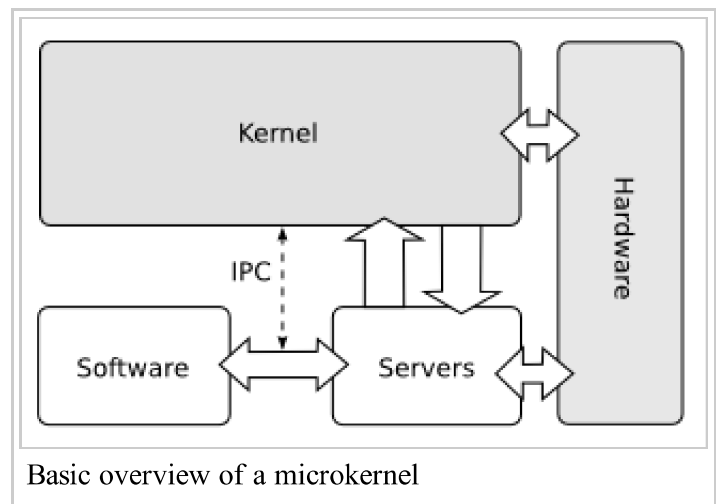 Kernel
Hardware
IPC
Software
Servers
Basic overview of a microkernel